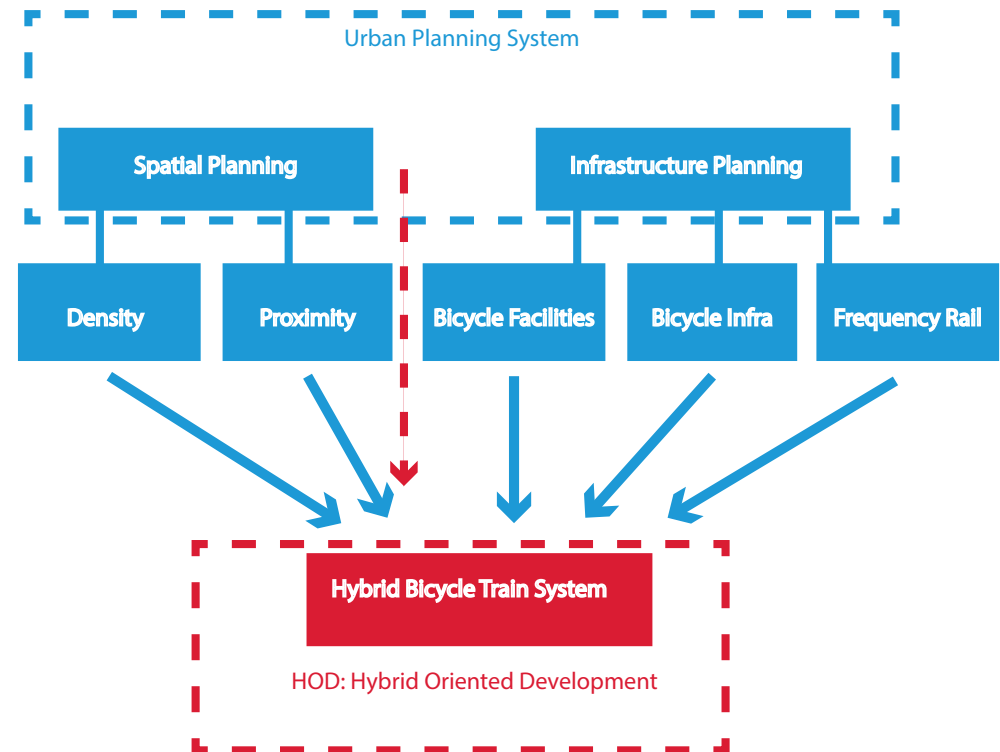 Urban Planning System
Spatial Planning
Infrastructure Planning
Density
Proximity
Bicycle Facilities
Bicycle Infra
Frequency Rail
Hybrid Bicycle Train System
HOD: Hybrid Oriented Development